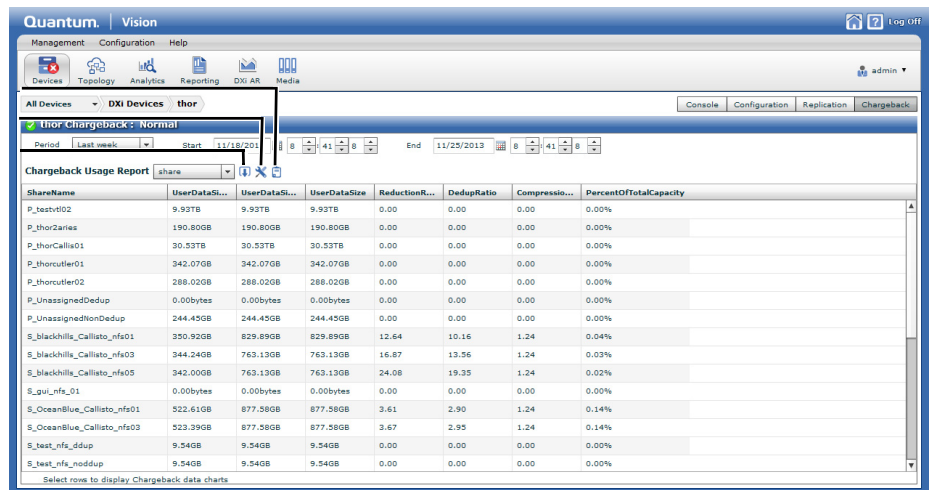 Quantum. | Vision
Log Off
Management Configuration Help
Devices Topology Analytics Reporting DXi AR Media
admin
All Devices DXi Devices thor
Console Configuration Replication Chargeback
thor Chargeback : Normal
Period Last week Start 11/18/201 8 : 41 : 8 End 11/25/2013 8 : 41 : 8
Chargeback Usage Report share
ShareName UserDataSi... UserDataSi... UserDataSize ReductionR... DedupRatio Compressio... PercentOfTotalCapacity
P_testvtl02 9.93TB 9.93TB 9.93TB 0.00 0.00 0.00 0.00%
P_thor2aries 190.80GB 190.80GB 190.80GB 0.00 0.00 0.00 0.00%
P_thorCallis01 30.53TB 30.53TB 30.53TB 0.00 0.00 0.00 0.00%
P_thorcutler01 342.07GB 342.07GB 342.07GB 0.00 0.00 0.00 0.00%
P_thorcutler02 288.02GB 288.02GB 288.02GB 0.00 0.00 0.00 0.00%
P_UnassignedDedup 0.00bytes 0.00bytes 0.00bytes 0.00 0.00 0.00 0.00%
P_UnassignedNonDedup 244.45GB 244.45GB 244.45GB 0.00 0.00 0.00 0.00%
S_blackhills_Callisto_nfs01 350.92GB 829.89GB 829.89GB 12.64 10.16 1.24 0.04%
S_blackhills_Callisto_nfs03 344.24GB 763.13GB 763.13GB 16.87 13.56 1.24 0.03%
S_blackhills_Callisto_nfs05 342.00GB 763.13GB 763.13GB 24.08 19.35 1.24 0.02%
S_gui_nfs_01 0.00bytes 0.00bytes 0.00bytes 0.00 0.00 0.00 0.00%
S_OceanBlue_Callisto_nfs01 522.61GB 877.58GB 877.58GB 3.61 2.90 1.24 0.14%
S_OceanBlue_Callisto_nfs03 523.39GB 877.58GB 877.58GB 3.67 2.95 1.24 0.14%
S_test_nfs_ddup 9.54GB 9.54GB 9.54GB 0.00 0.00 0.00 0.00%
S_test_nfs_noddup 9.54GB 9.54GB 9.54GB 0.00 0.00 0.00 0.00%
Select rows to display Chargeback data charts